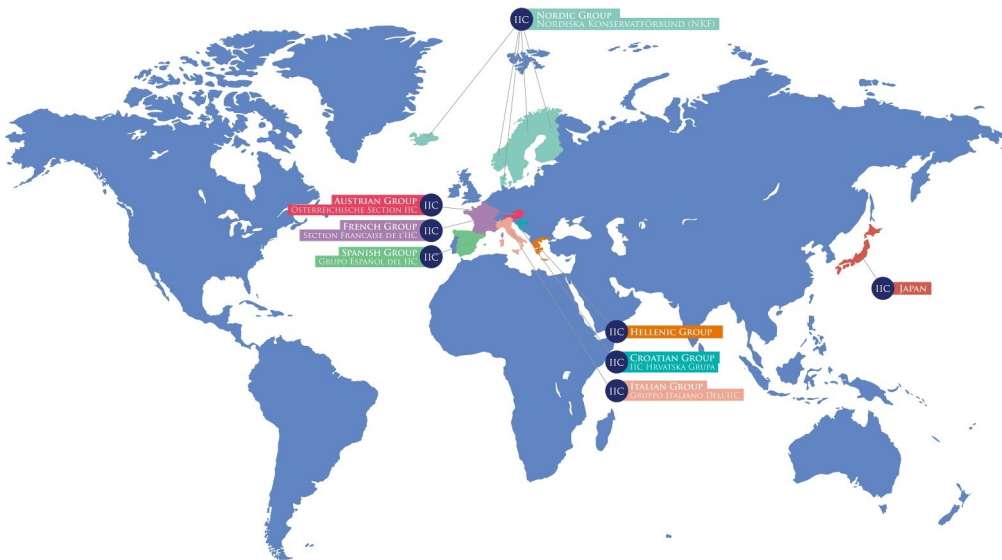 IIC
NORDIC GROUP
NORDISKA KONSERVATFÖRBUND (NKF)
AUSTRIAN GROUP
ÖSTERREICHISCHE SECTION IIC
IIC
FRENCH GROUP
SECTION FRANCAISE DE L'IIC
IIC
SPANISH GROUP
GRUPO ESPAÑOL DEL IIC
IIC
IIC
JAPAN
IIC
HELLENIC GROUP
IIC
CROATIAN GROUP
IIC HRVATSKA GRUPA
IIC
ITALIAN GROUP
GRUPPO ITALIANO DELL'IIC